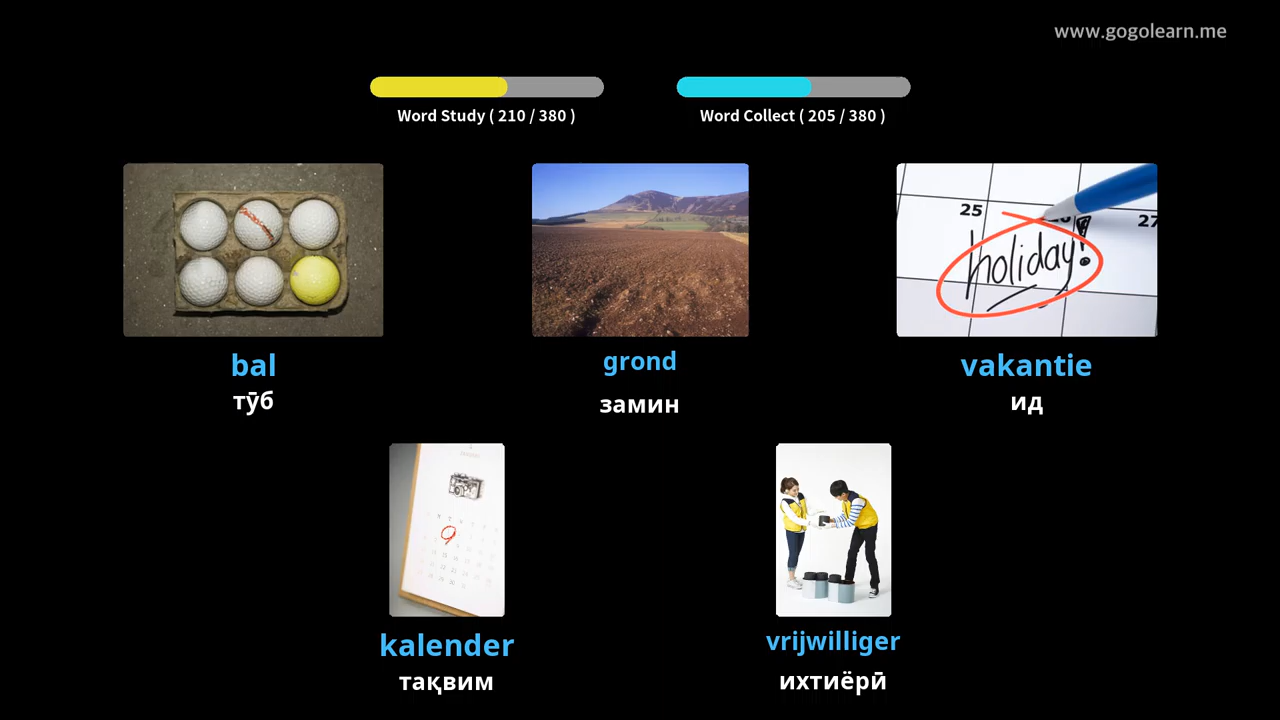 www.gogolearn.me
Word Study ( 210 / 380 )
Word Collect ( 205 / 380 )
25
27
holiday!
bal
тӯб
grond
замин
vakantie
ид
kalender
тақвим
vrijwilliger
ихтиёрӣ